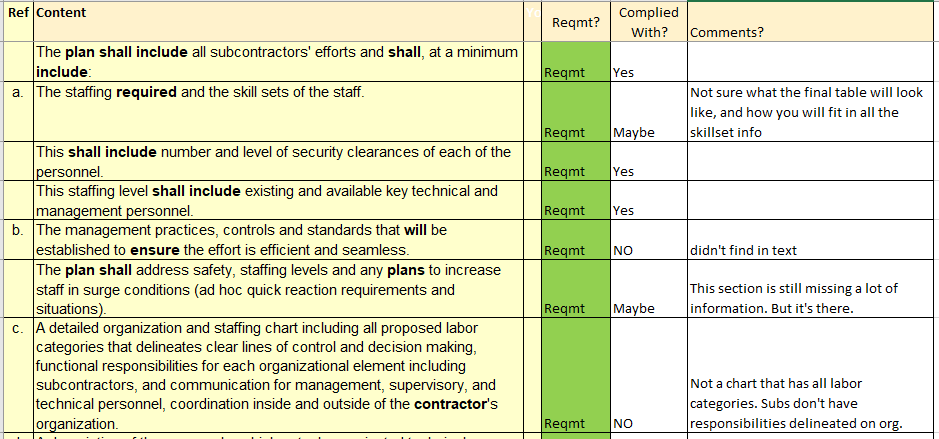 Ref Content Reqmt? Complied With? Comments?
The plan shall include all subcontractors' efforts and shall, at a minimum
include: Reqmt Yes
a. The staffing required and the skill sets of the staff. Not sure what the final table will look
like, and how you will fit in all the
Reqmt Maybe skillset info
This shall include number and level of security clearances of each of the
personnel. Reqmt Yes
This staffing level shall include existing and available key technical and
management personnel. Reqmt Yes
b. The management practices, controls and standards that will be
established to ensure the effort is efficient and seamless. Reqmt NO didn't find in text
The plan shall address safety, staffing levels and any plans to increase
staff in surge conditions (ad hoc quick reaction requirements and This section is still missing a lot of
situations). Reqmt Maybe information. But it's there.
c. A detailed organization and staffing chart including all proposed labor
categories that delineates clear lines of control and decision making,
functional responsibilities for each organizational element including
subcontractors, and communication for management, supervisory, and Not a chart that has all labor
technical personnel, coordination inside and outside of the contractor's categories. Subs don't have
organization. Reqmt NO responsibilities delineated on org.